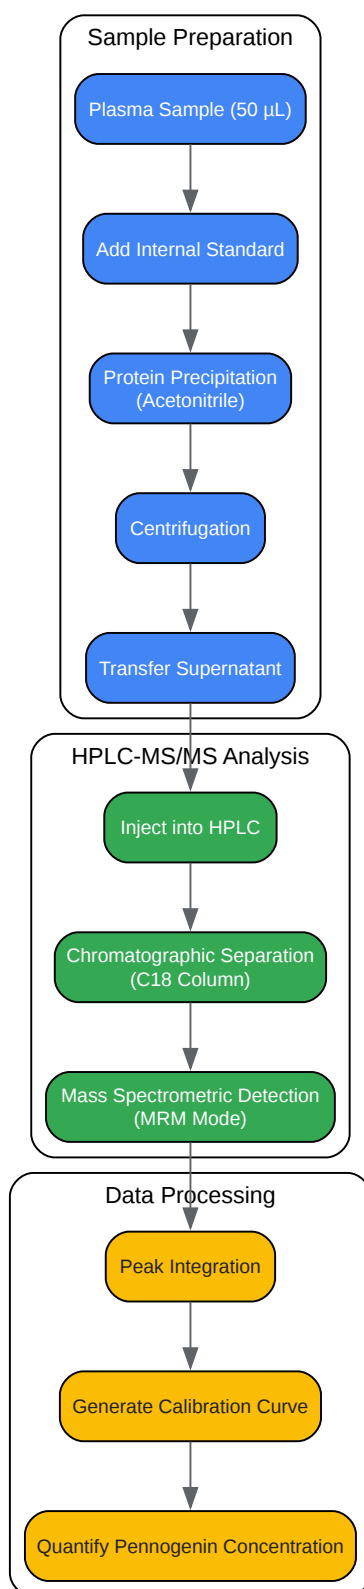 Sample Preparation
Plasma Sample (50 µL)
Add Internal Standard
Protein Precipitation
(Acetonitrile)
Centrifugation
Transfer Supernatant
HPLC-MS/MS Analysis
Inject into HPLC
Chromatographic Separation
(C18 Column)
Mass Spectrometric Detection
(MRM Mode)
Data Processing
Peak Integration
Generate Calibration Curve
Quantify Pennogenin Concentration